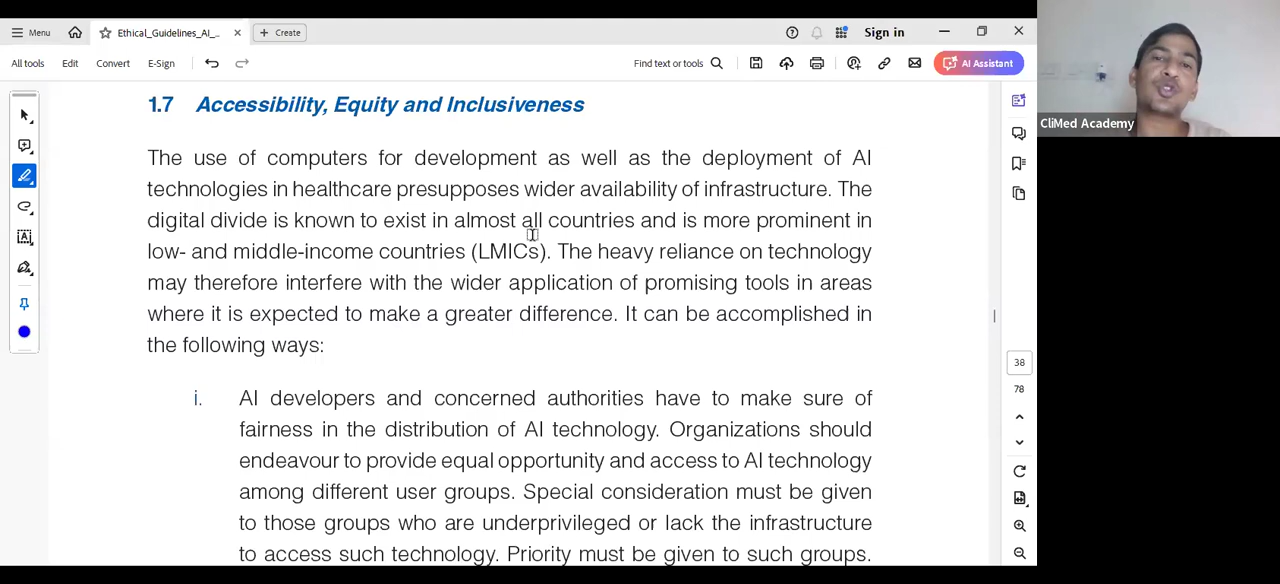 Menu
Ethical_Guidelines_AI_...
Create
Sign in
All tools
Edit
Convert
E-Sign
Find text or tools
AI Assistant
CliMed Academy
1.7 Accessibility, Equity and Inclusiveness
The use of computers for development as well as the deployment of AI
technologies in healthcare presupposes wider availability of infrastructure. The
digital divide is known to exist in almost all countries and is more prominent in
low- and middle-income countries (LMICs). The heavy reliance on technology
may therefore interfere with the wider application of promising tools in areas
where it is expected to make a greater difference. It can be accomplished in
the following ways:
i. AI developers and concerned authorities have to make sure of
fairness in the distribution of AI technology. Organizations should
endeavour to provide equal opportunity and access to AI technology
among different user groups. Special consideration must be given
to those groups who are underprivileged or lack the infrastructure
to access such technology. Priority must be given to such groups.
38
78